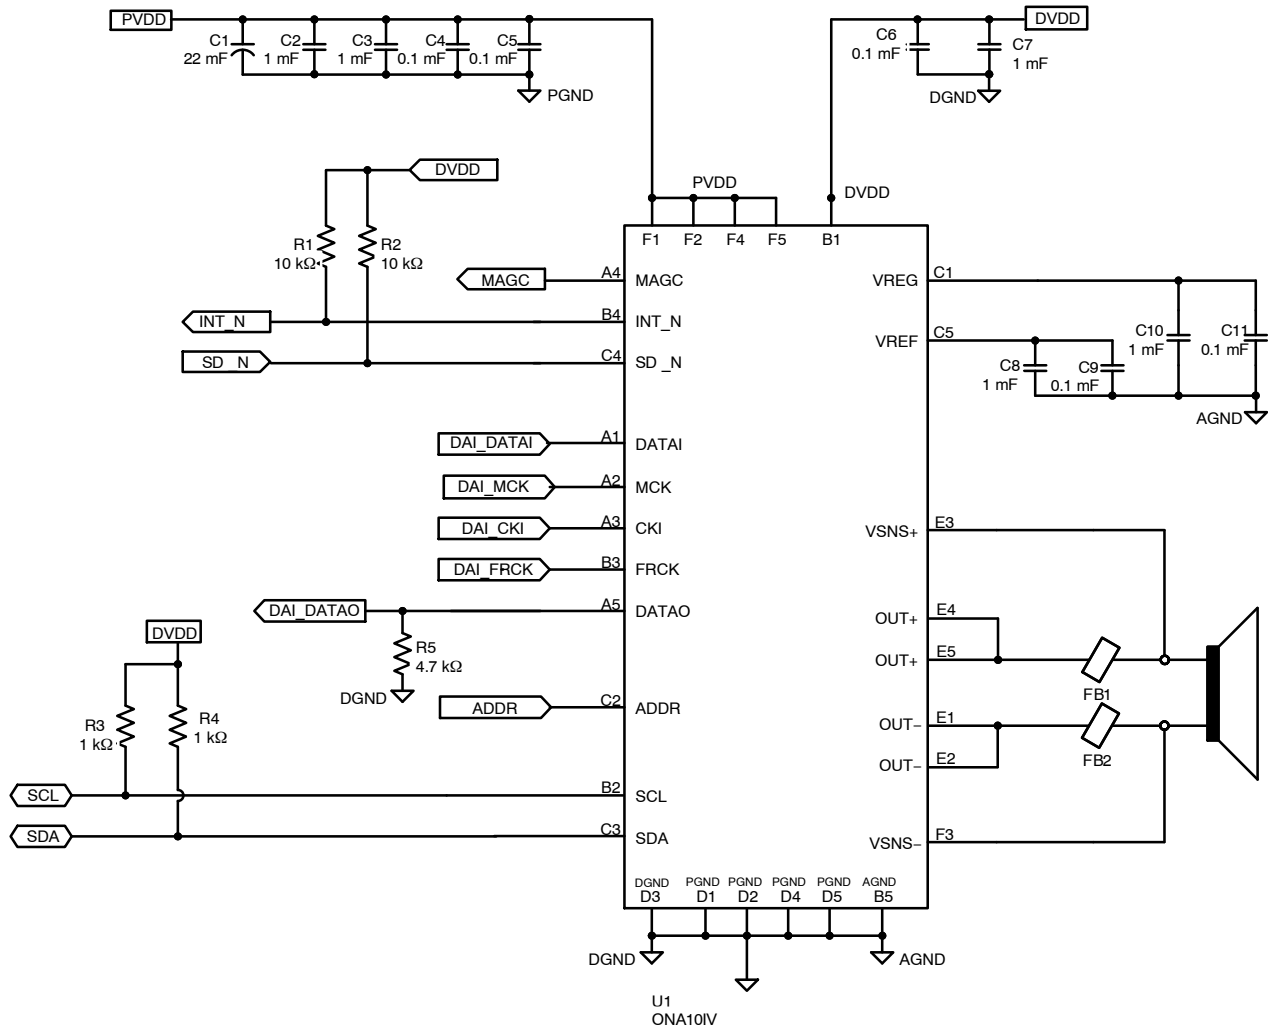 PVDD
C1
22 mF
C2
1 mF
C3
1 mF
C4
0.1 mF
C5
0.1 mF
PGND
DVDD
C6
0.1 mF
C7
1 mF
DGND
DVDD
R1
10 kΩ
R2
10 kΩ
PVDD
DVDD
F1
F2
F4
F5
B1
MAGC
A4
MAGC
INT_N
B4
INT_N
SD _N
C4
SD _N
VREG
C1
VREF
C5
C8
1 mF
C9
0.1 mF
C10
1 mF
C11
0.1 mF
AGND
DAI_DATAI
A1
DATAI
DAI_MCK
A2
MCK
DAI_CKI
A3
CKI
DAI_FRCK
B3
FRCK
DAI_DATAO
A5
DATAO
R5
4.7 kΩ
DGND
ADDR
C2
ADDR
DVDD
R3
1 kΩ
R4
1 kΩ
SCL
B2
SCL
SDA
C3
SDA
VSNS+
E3
OUT+
E4
OUT+
E5
FB1
OUT−
E1
OUT−
E2
FB2
VSNS−
F3
DGND
D3
PGND
D1
PGND
D2
PGND
D4
PGND
D5
AGND
B5
DGND
AGND
U1
ONA10IV